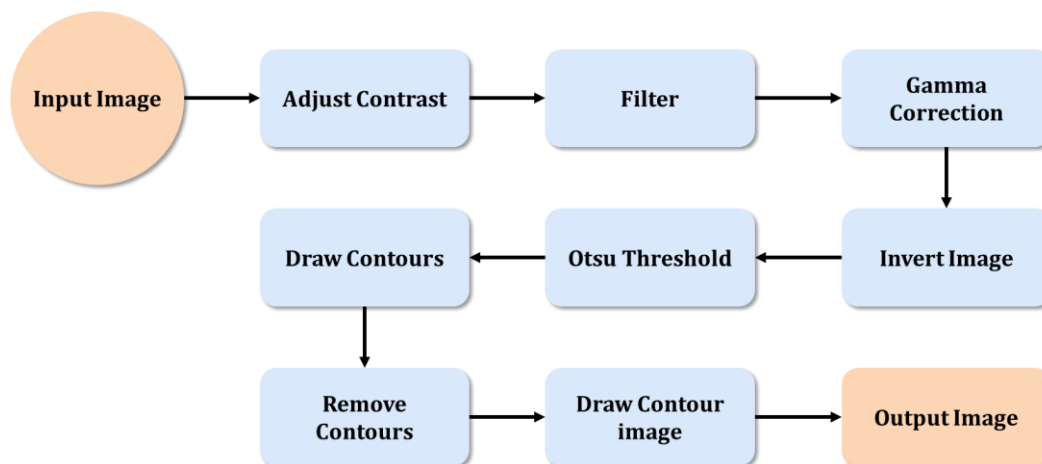 Input Image
Adjust Contrast
Filter
Gamma
Correction
Invert Image
Otsu Threshold
Draw Contours
Remove
Contours
Draw Contour
image
Output Image